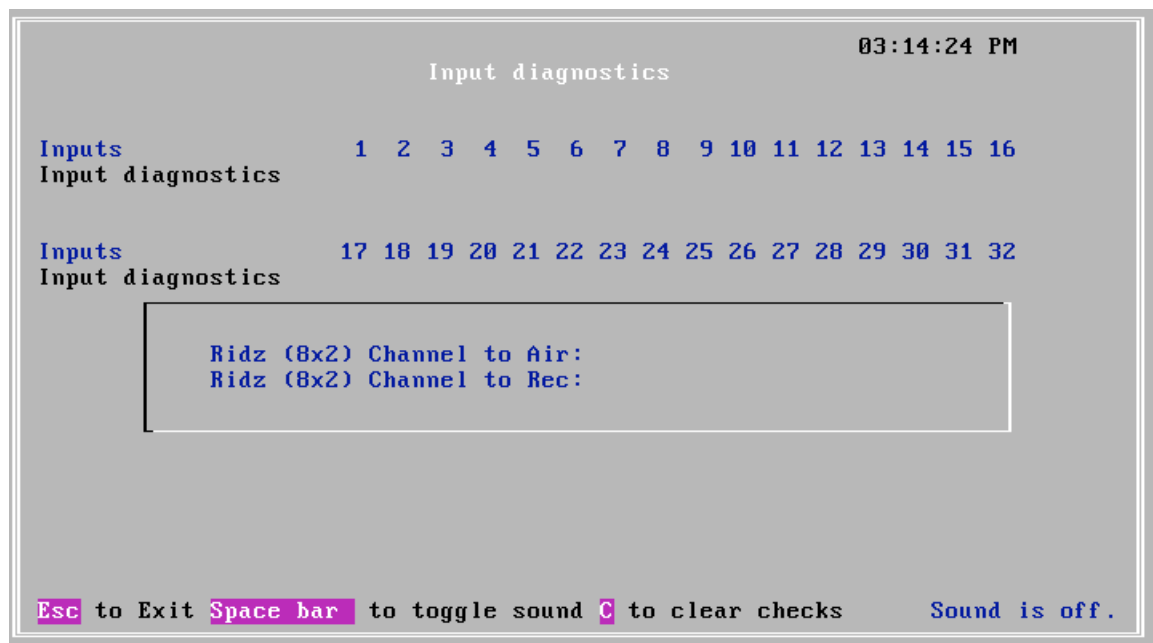 03:14:24 PM
Input diagnostics
Inputs 1 2 3 4 5 6 7 8 9 10 11 12 13 14 15 16
Input diagnostics
Inputs 17 18 19 20 21 22 23 24 25 26 27 28 29 30 31 32
Input diagnostics
Ridz (8x2) Channel to Air:
Ridz (8x2) Channel to Rec:
Esc to Exit Space bar to toggle sound C to clear checks Sound is off.